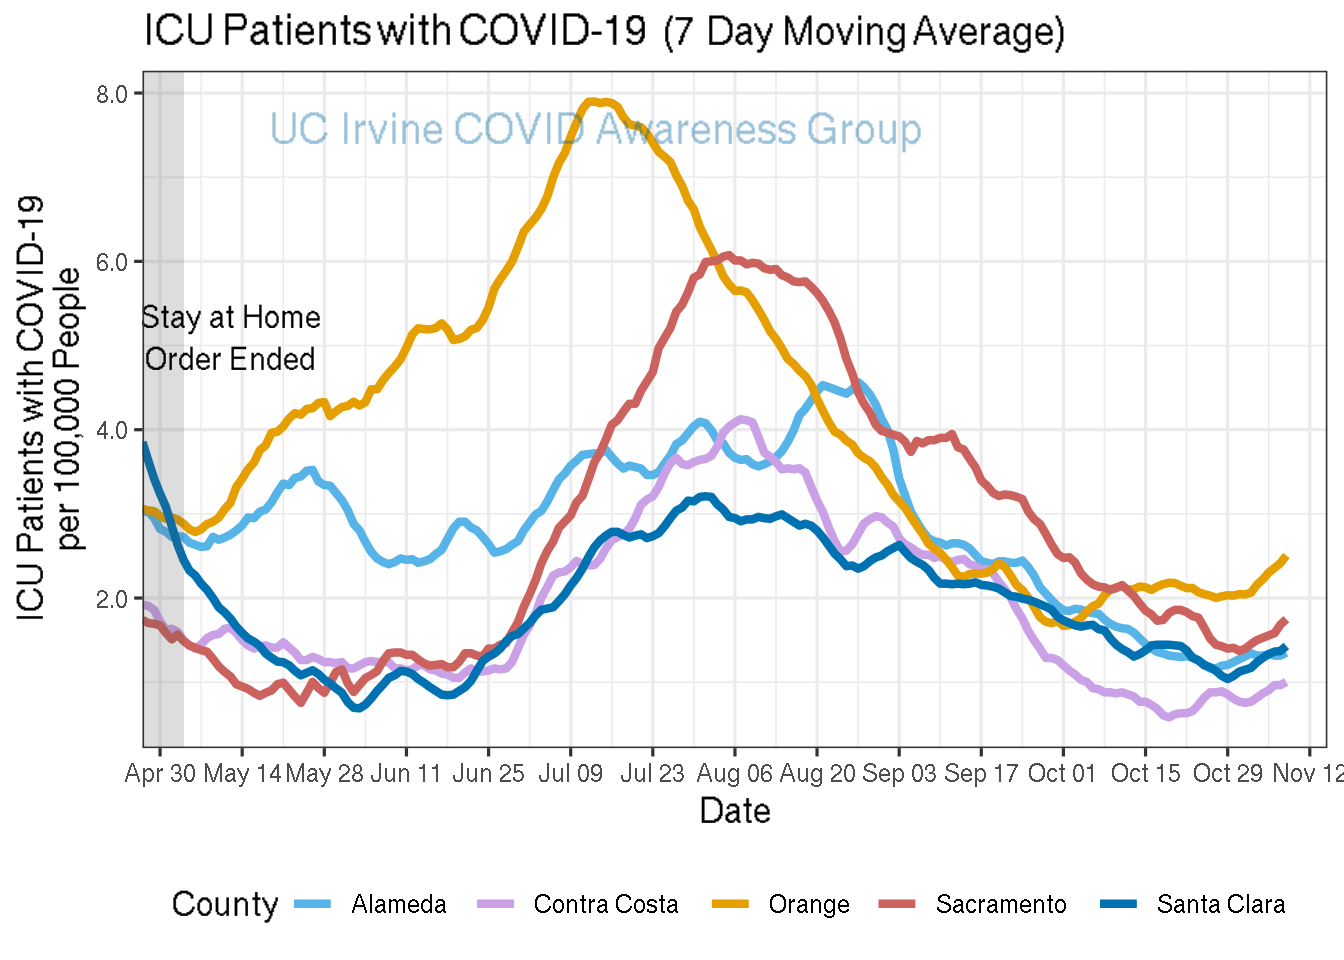 ICU Patients with COVID-19 (7 Day Moving Average)
UC Irvine COVID Awareness Group
8.0
6.0
4.0
2.0
ICU Patients with COVID-19
per 100,000 People
Stay at Home
Order Ended
Apr 30 May 14 May 28 Jun 11 Jun 25 Jul 09 Jul 23 Aug 06 Aug 20 Sep 03 Sep 17 Oct 01 Oct 15 Oct 29 Nov 12
Date
County Alameda Contra Costa Orange Sacramento Santa Clara